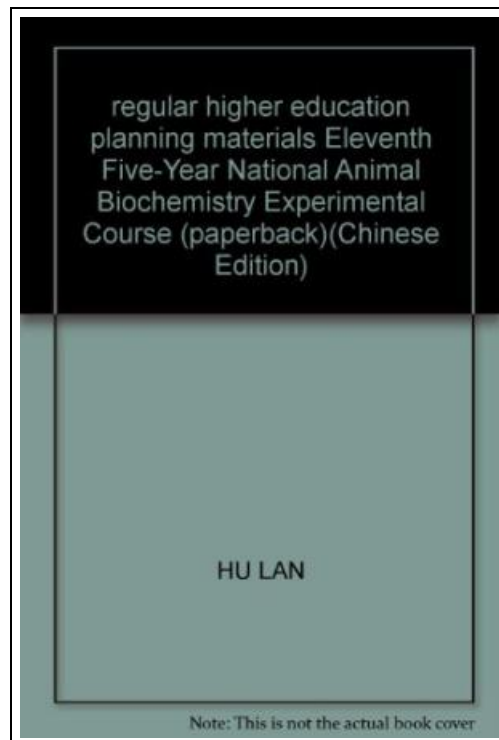 regular higher education
planning materials Eleventh
Five-Year National Animal
Biochemistry Experimental
Course (paperback)(Chinese
Edition)
HU LAN
Note: This is not the actual book cover